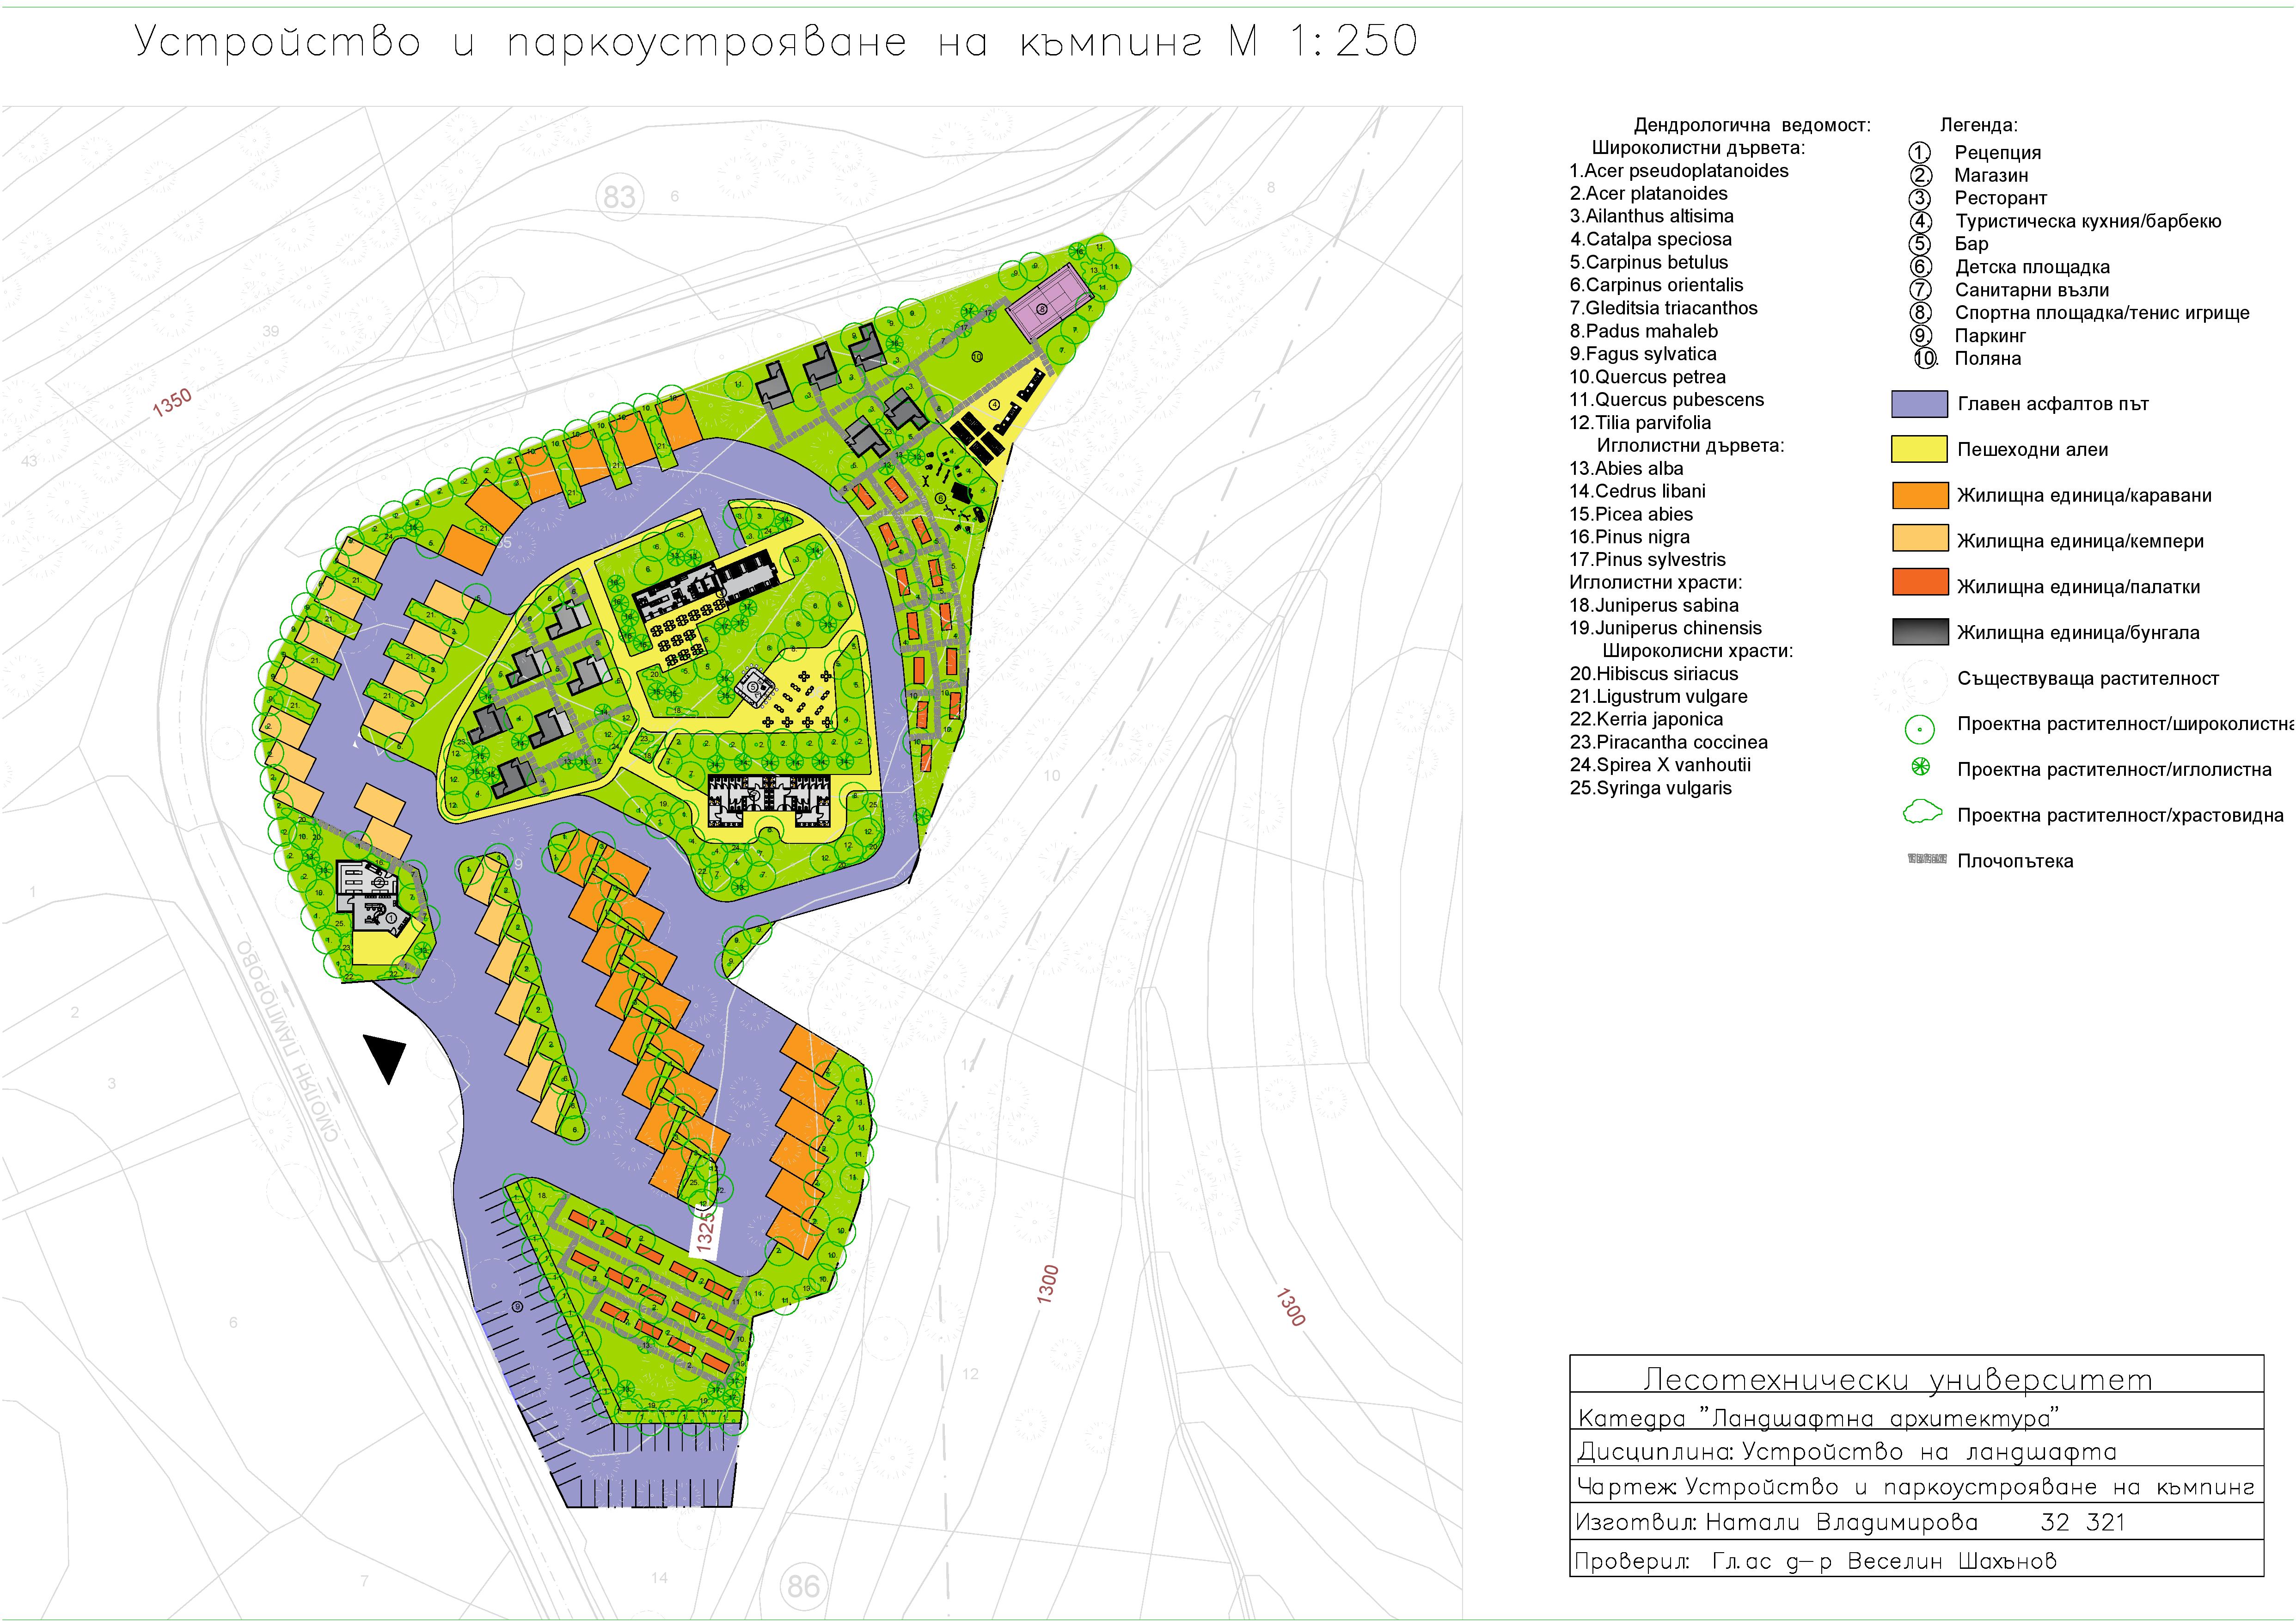 Устройство и паркоустрояване на къмпинг М 1:250
Дендрологична ведомост:
Широколистни дървета:
1.Acer pseudoplatanoides
2.Acer platanoides
3.Ailanthus altisima
4.Catalpa speciosa
5.Carpinus betulus
6.Carpinus orientalis
7.Gleditsia triacanthos
8.Padus mahaleb
9.Fagus sylvatica
10.Quercus petrea
11.Quercus pubescens
12.Tilia parvifolia
Иглолистни дървета:
13.Abies alba
14.Cedrus libani
15.Picea abies
16.Pinus nigra
17.Pinus sylvestris
Иглолистни храсти:
18.Juniperus sabina
19.Juniperus chinensis
Широколисни храсти:
20.Hibiscus siriacus
21.Ligustrum vulgare
22.Kerria japonica
23.Piracantha coccinea
24.Spirea X vanhoutii
25.Syringa vulgaris
Легенда:
1. Рецепция
2. Магазин
3. Ресторант
4. Туристическа кухния/барбекю
5. Бар
6. Детска площадка
7. Санитарни възли
8. Спортна площадка/тенис игрище
9. Паркинг
10. Поляна
Главен асфалтов път
Пешеходни алеи
Жилищна единица/каравани
Жилищна единица/кемпери
Жилищна единица/палатки
Жилищна единица/бунгала
Съществуваща растителност
Проектна растителност/широколистна
Проектна растителност/иглолистна
Проектна растителност/храстовидна
Плочопътека
83
6
8
39
1350
43
7
10
1
2
3
СМОЛЯН ПАМПОРОВО
11
1325
1300
1300
6
12
7
14
86
Лесотехнически университет
Катедра "Ландшафтна архитектура"
Дисциплина: Устройство на ландшафта
Чартеж: Устройство и паркоустрояване на къмпинг
Изготвил: Натали Владимирова 32 321
Проверил: Гл.ас д-р Веселин Шахънов